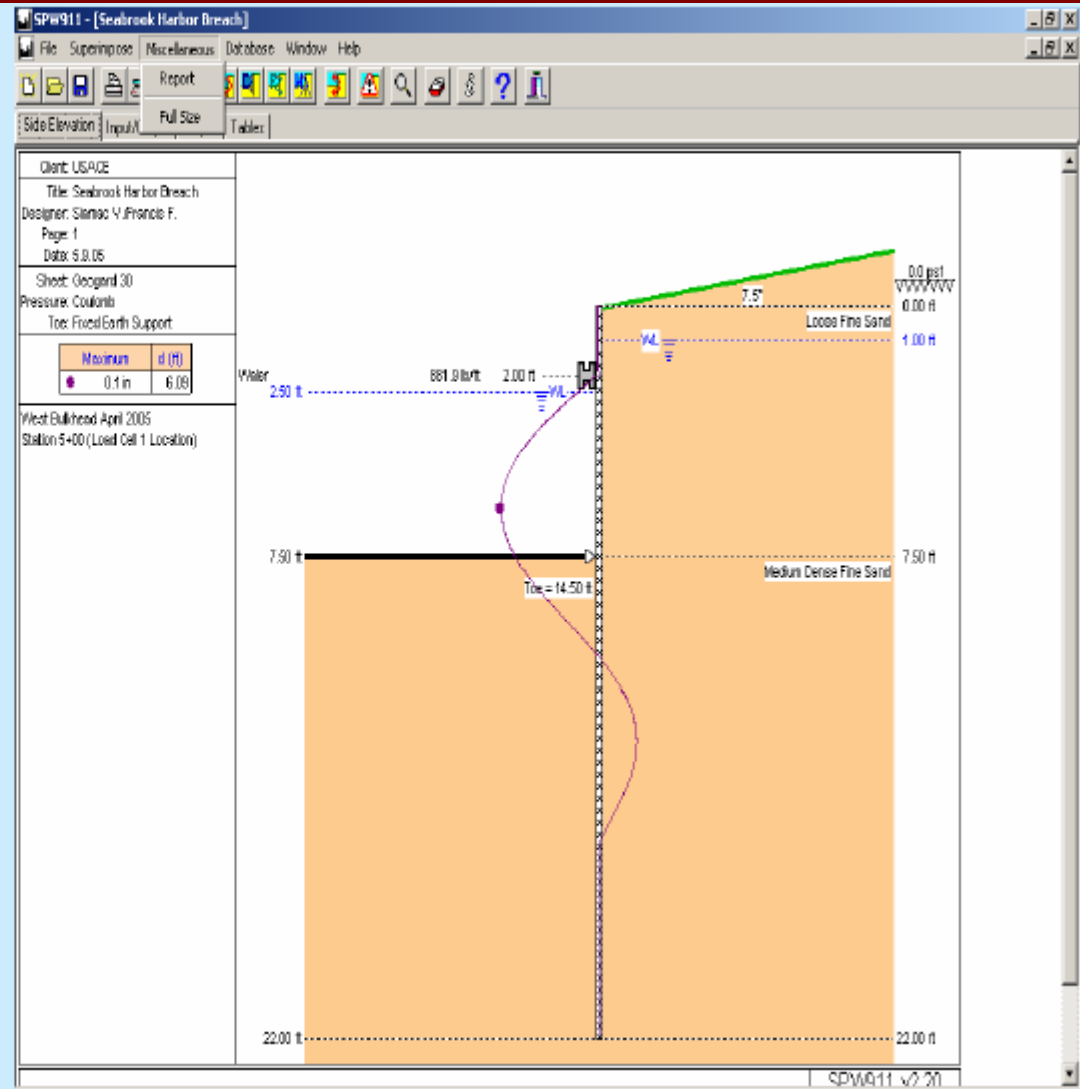 SPW911 - [Seabrook Harbor Breach]
File Superimpose Miscellaneous Database Window Help
Report
Full Size
Side Elevation Input/ Tables
Client: USACE
Title: Seabrook Harbor Breach
Designer: Siamac V./Francis F.
Page: 1
Date: 5.9.05
Sheet: Geogard 30
Pressure: Coulomb
Toe: Fixed Earth Support
Maximum d (ft)
0.1 in 6.09
West Bulkhead April 2005
Station 5+00 (Load Cell 1 Location)
0.0 psf
7.5°
0.00 ft
Loose Fine Sand
WL
1.00 ft
Water
881.9 lb/ft 2.00 ft
2.50 ft
WL
7.50 ft
7.50 ft
Medium Dense Fine Sand
Toe = 14.50 ft
22.00 ft
22.00 ft
SPW911 v2.20